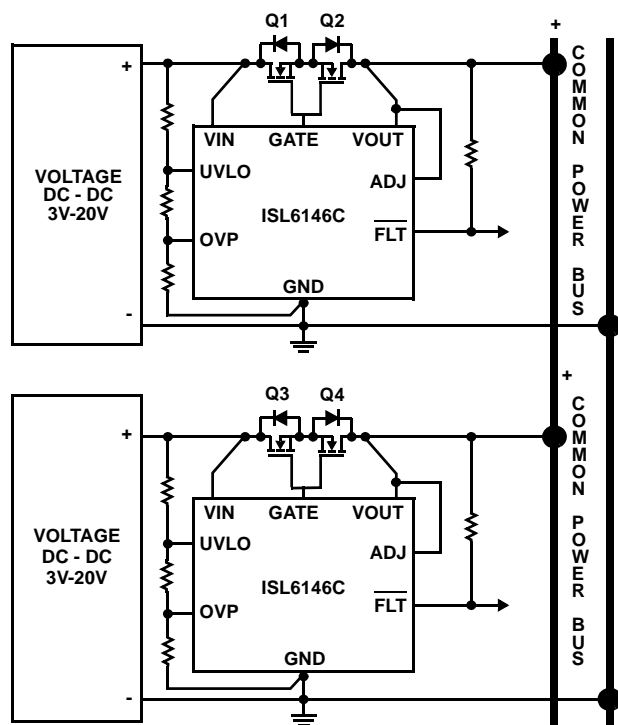 Q1 Q2
+
+
VIN GATE VOUT
UVLO
ADJ
VOLTAGE
DC - DC
3V-20V
ISL6146C
OVP
FLT
GND
-
COMMON POWER BUS
Q3 Q4
+
+
VIN GATE VOUT
UVLO
ADJ
VOLTAGE
DC - DC
3V-20V
ISL6146C
OVP
FLT
GND
-
COMMON POWER BUS